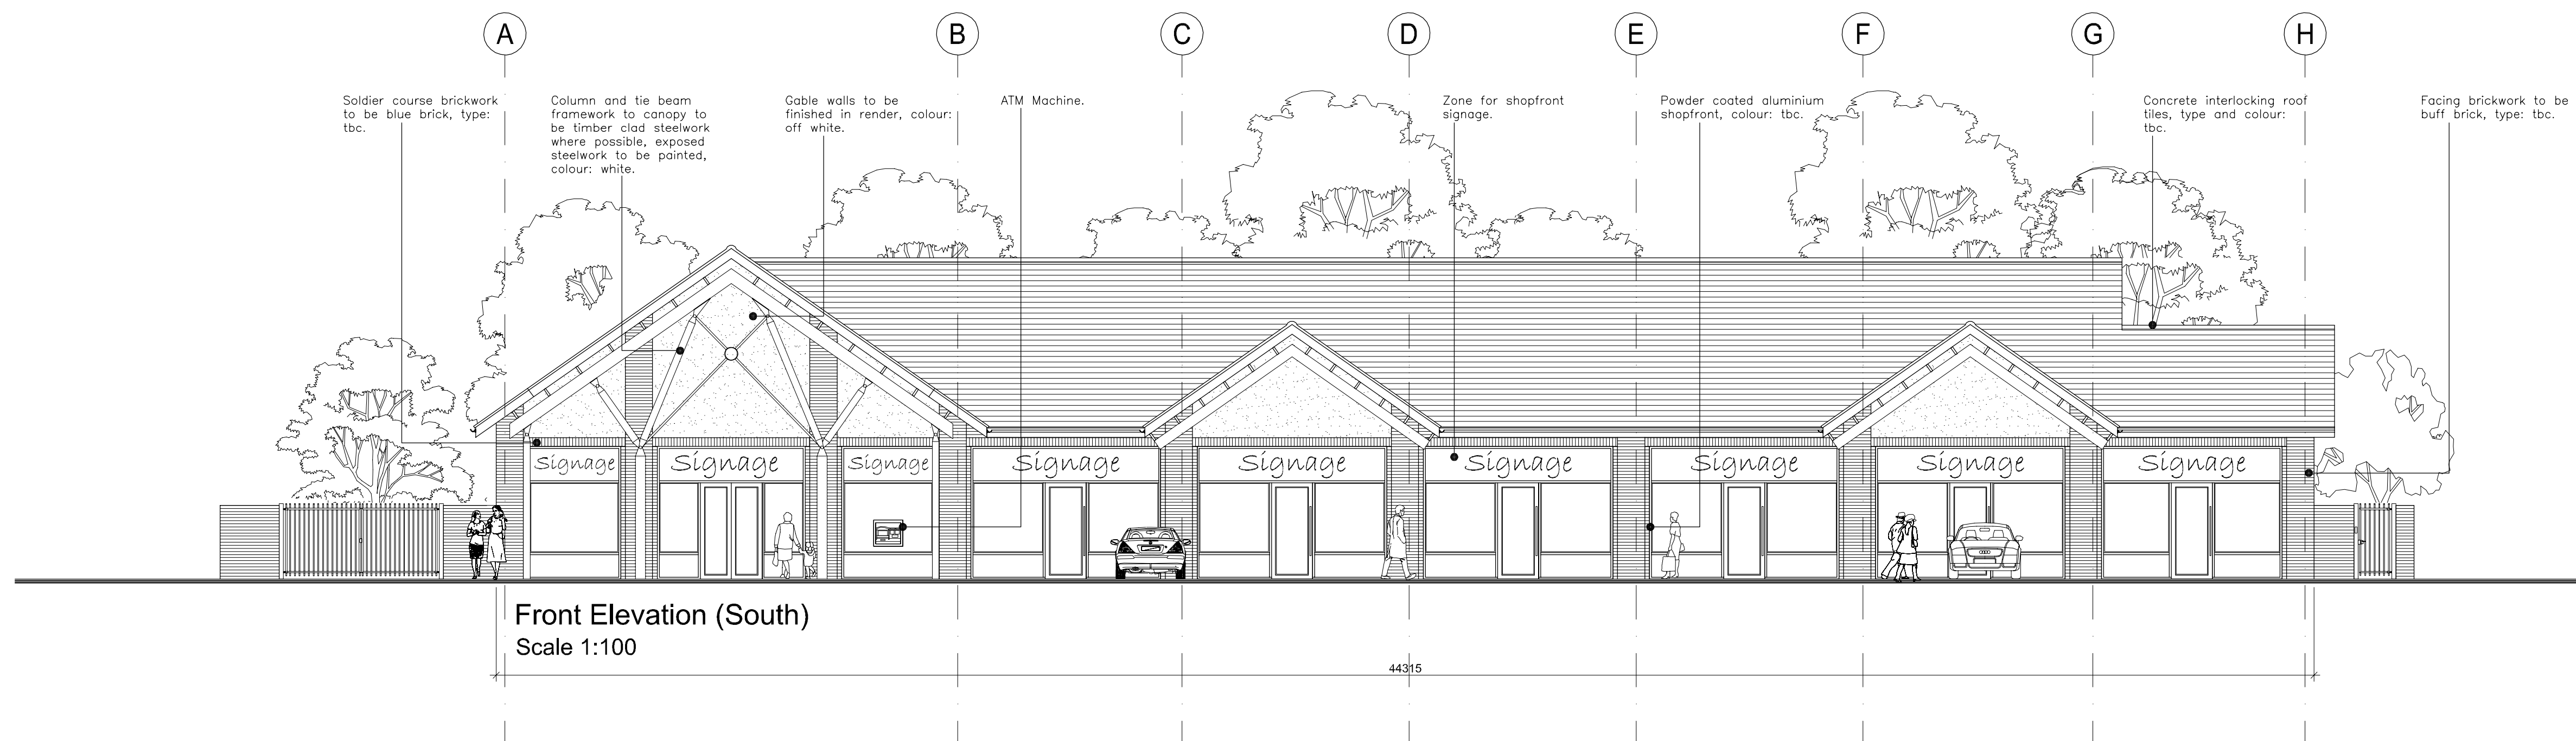 A
B
C
D
E
F
G
H
Soldier course brickwork
to be blue brick, type:
tbc.
Column and tie beam
framework to canopy to
be timber clad steelwork
where possible, exposed
steelwork to be painted,
colour: white.
Gable walls to be
finished in render, colour:
off white.
ATM Machine.
Zone for shopfront
signage.
Powder coated aluminium
shopfront, colour: tbc.
Concrete interlocking roof
tiles, type and colour:
tbc.
Facing brickwork to be
buff brick, type: tbc.
Signage
Signage
Signage
Signage
Signage
Signage
Signage
Signage
Signage
Front Elevation (South)
Scale 1:100
44315